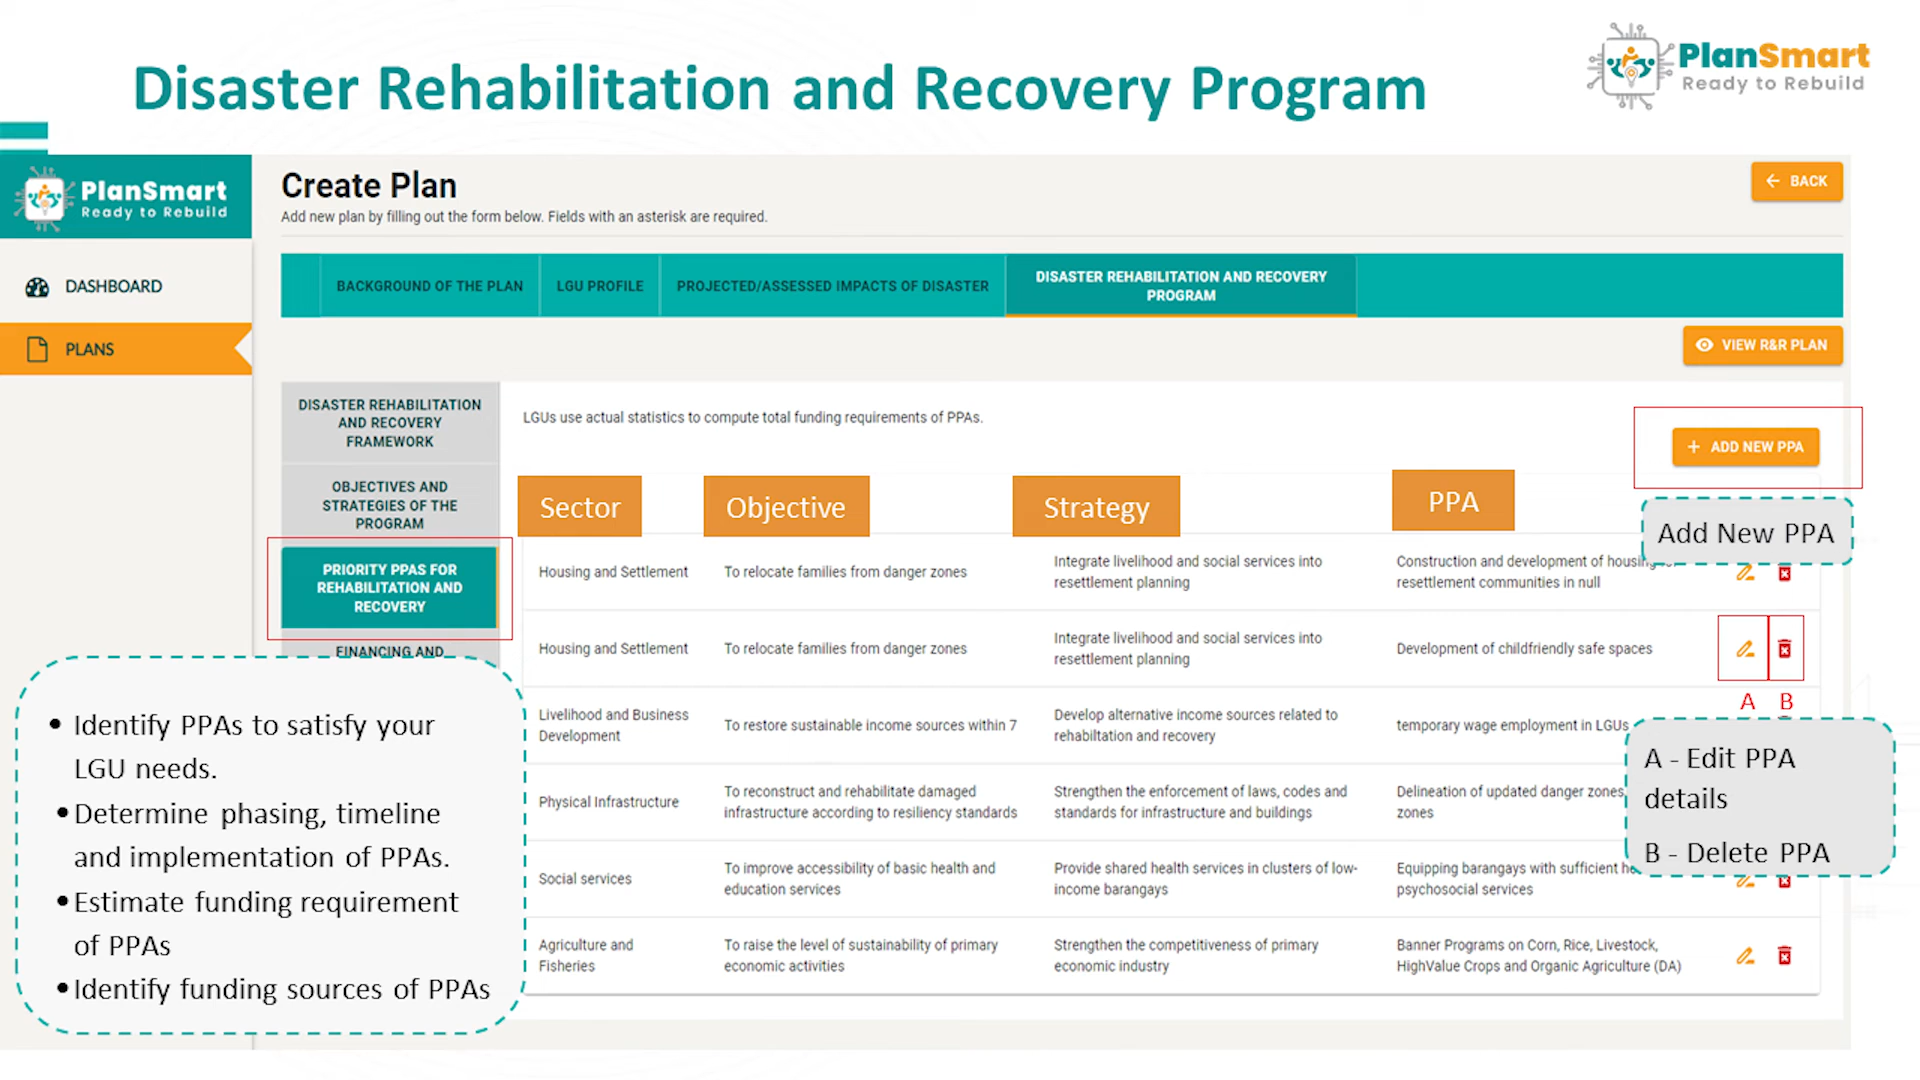 Disaster Rehabilitation and Recovery Program
PlanSmart
Ready to Rebuild
PlanSmart
Ready to Rebuild
DASHBOARD
PLANS
Create Plan
Add new plan by filling out the form below. Fields with an asterisk are required.
BACK
BACKGROUND OF THE PLAN
LGU PROFILE
PROJECTED/ASSESSED IMPACTS OF DISASTER
DISASTER REHABILITATION AND RECOVERY
PROGRAM
VIEW R&R PLAN
DISASTER REHABILITATION
AND RECOVERY
FRAMEWORK
OBJECTIVES AND
STRATEGIES OF THE
PROGRAM
PRIORITY PPAS FOR
REHABILITATION AND
RECOVERY
FINANCING AND
LGUs use actual statistics to compute total funding requirements of PPAs.
+ ADD NEW PPA
Add New PPA
Sector
Objective
Strategy
PPA
Housing and Settlement
To relocate families from danger zones
Integrate livelihood and social services into
resettlement planning
Construction and development of housing
resettlement communities in null
Housing and Settlement
To relocate families from danger zones
Integrate livelihood and social services into
resettlement planning
Development of childfriendly safe spaces
A B
Livelihood and Business
Development
To restore sustainable income sources within 7
Develop alternative income sources related to
rehabiltation and recovery
temporary wage employment in LGUs
Physical Infrastructure
To reconstruct and rehabilitate damaged
infrastructure according to resiliency standards
Strengthen the enforcement of laws, codes and
standards for infrastructure and buildings
Delineation of updated danger zones,
zones
Social services
To improve accessibility of basic health and
education services
Provide shared health services in clusters of low-
income barangays
Equipping barangays with sufficient
psychosocial services
Agriculture and
Fisheries
To raise the level of sustainability of primary
economic activities
Strengthen the competitiveness of primary
economic industry
Banner Programs on Corn, Rice, Livestock,
HighValue Crops and Organic Agriculture (DA)
A - Edit PPA
details
B - Delete PPA
• Identify PPAs to satisfy your
LGU needs.
• Determine phasing, timeline
and implementation of PPAs.
• Estimate funding requirement
of PPAs
• Identify funding sources of PPAs